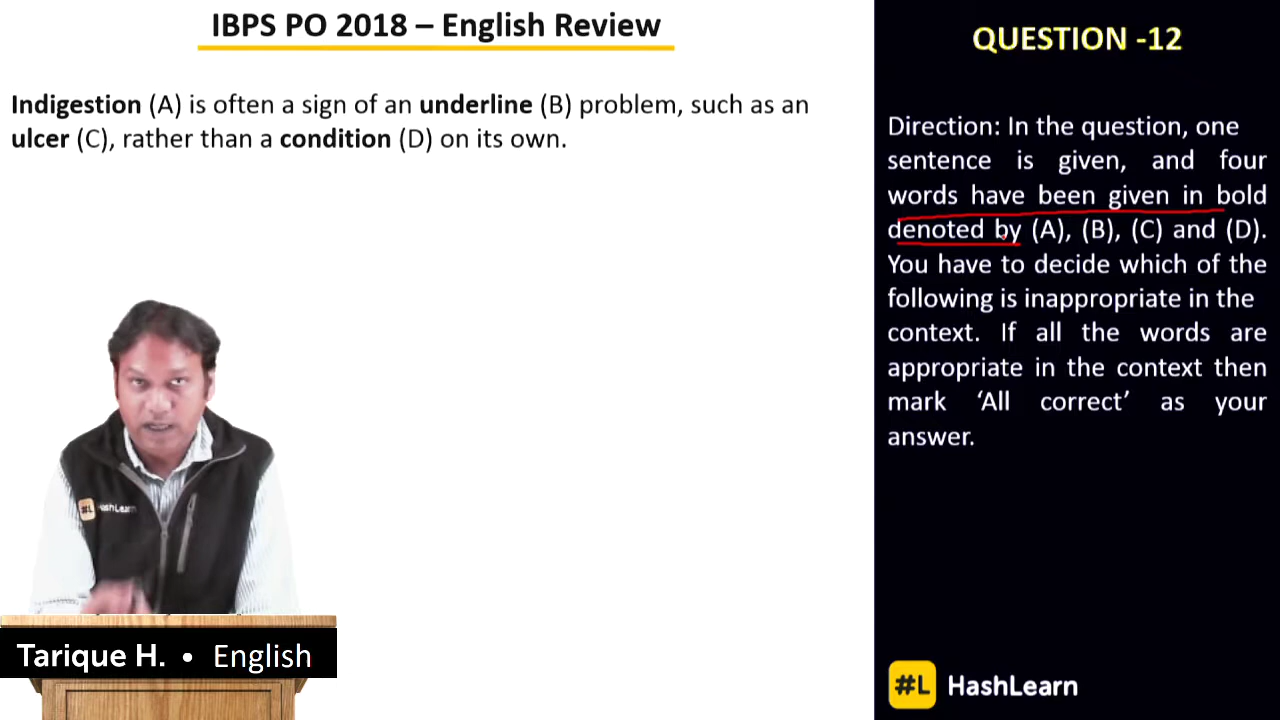 IBPS PO 2018 – English Review
Indigestion (A) is often a sign of an underline (B) problem, such as an
ulcer (C), rather than a condition (D) on its own.
QUESTION -12
Direction: In the question, one
sentence is given, and four
words have been given in bold
denoted by (A), (B), (C) and (D).
You have to decide which of the
following is inappropriate in the
context. If all the words are
appropriate in the context then
mark ‘All correct’ as your
answer.
#L HashLearn
Tarique H. • English
#L HashLearn